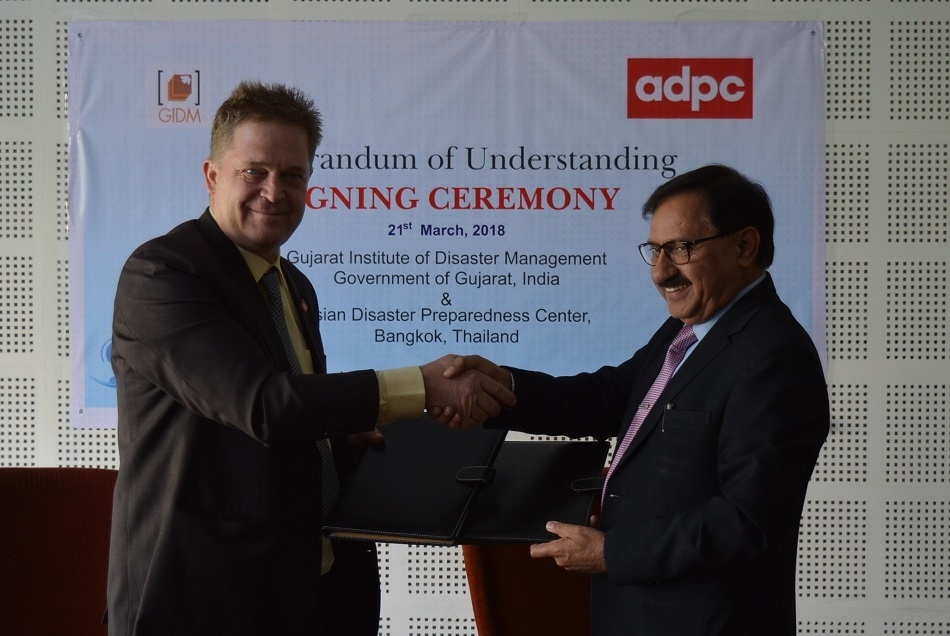 GIDM
adpc
randum of Understanding
GNING CEREMONY
21st March, 2018
Gujarat Institute of Disaster Management
Government of Gujarat, India
&
sian Disaster Preparedness Center,
Bangkok, Thailand